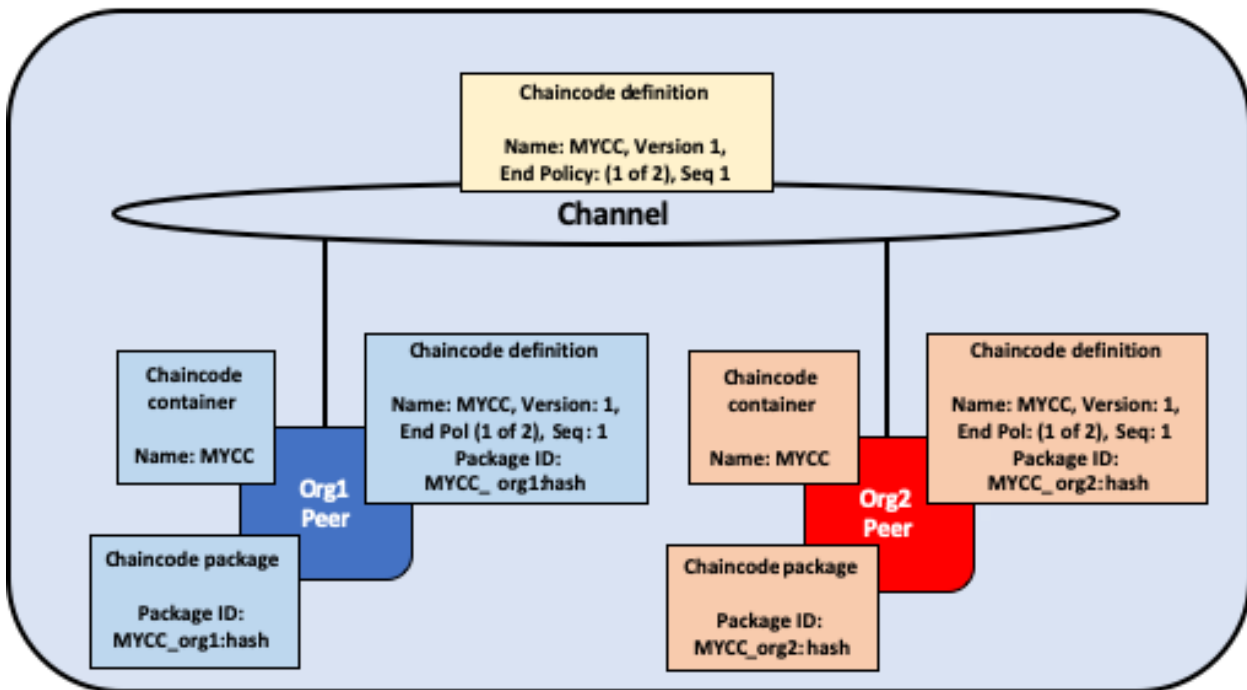 Chaincode definition
Name: MYCC, Version 1,
End Policy: (1 of 2), Seq 1
Channel
Chaincode
container
Name: MYCC
Chaincode definition
Name: MYCC, Version: 1,
End Pol (1 of 2), Seq: 1
Package ID:
MYCC_ org1:hash
Org1
Peer
Chaincode package
Package ID:
MYCC_org1:hash
Chaincode
container
Name: MYCC
Chaincode definition
Name: MYCC, Version: 1,
End Pol: (1 of 2), Seq: 1
Package ID:
MYCC_ org2:hash
Org2
Peer
Chaincode package
Package ID:
MYCC_org2: hash